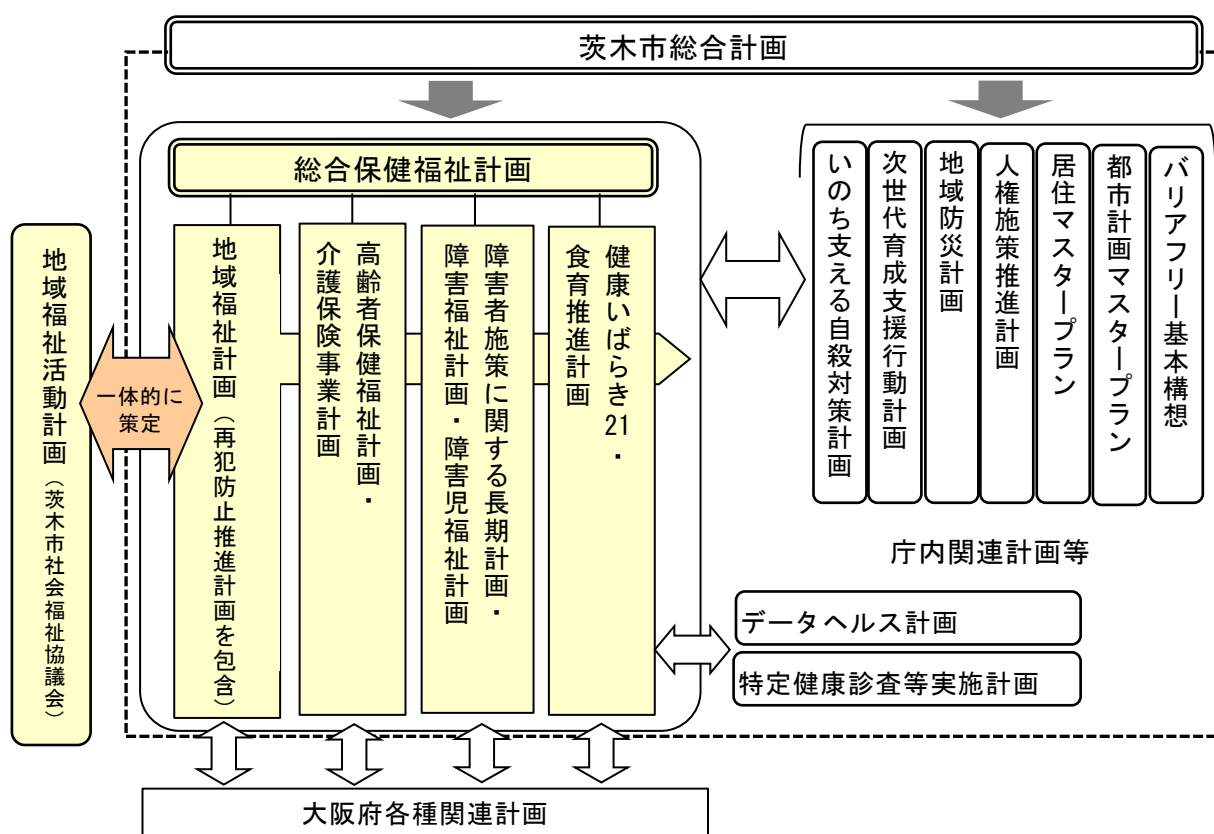 茨木市総合計画
総合保健福祉計画
地域福祉活動計画（茨木市社会福祉協議会）
一体的に
策定
地域福祉計画（再犯防止推進計画を包含）
高齢者保健福祉計画・
介護保険事業計画
障害者施策に関する長期計画・
障害福祉計画・障害児福祉計画
健康いばらき21・
食育推進計画
いのち支える自殺対策計画
次世代育成支援行動計画
地域防災計画
人権施策推進計画
居住マスタープラン
都市計画マスタープラン
バリアフリー基本構想
庁内関連計画等
データヘルス計画
特定健康診査等実施計画
大阪府各種関連計画